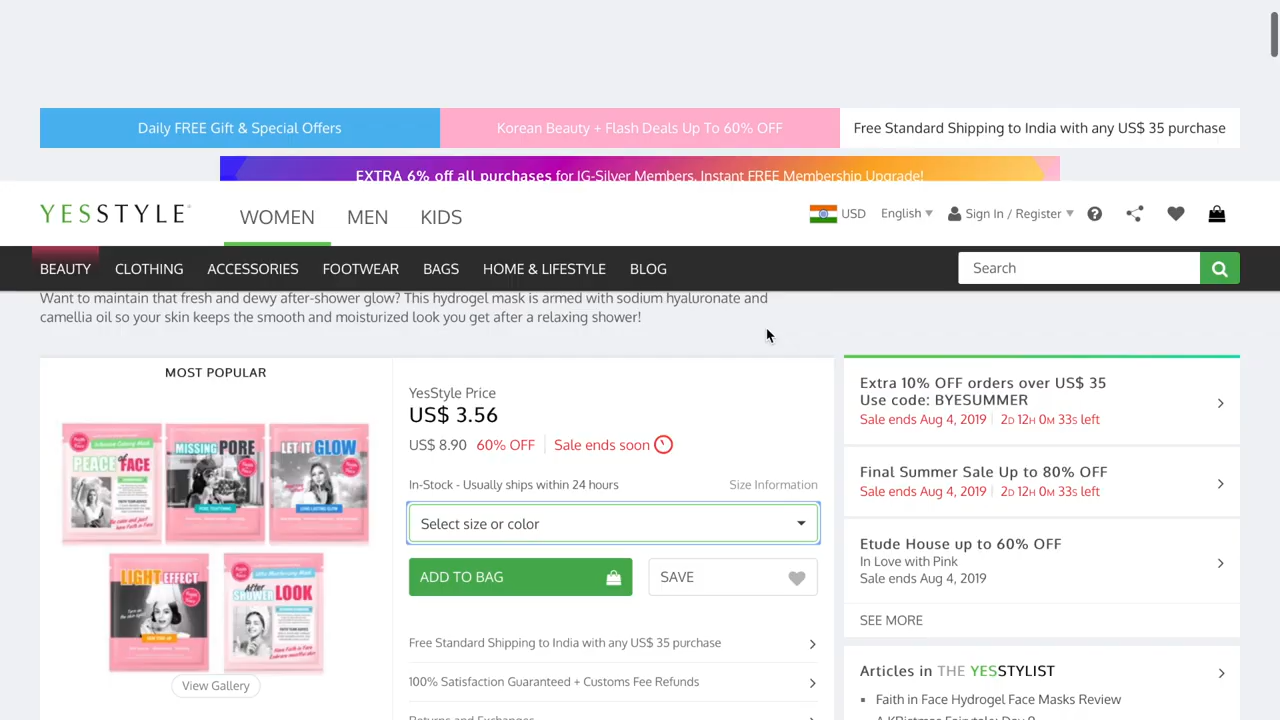 Daily FREE Gift & Special Offers
Korean Beauty + Flash Deals Up To 60% OFF
Free Standard Shipping to India with any US$ 35 purchase
EXTRA 6% off all purchases for IG-Silver Members. Instant FREE Membership Upgrade!
YESSTYLE
WOMEN MEN KIDS
USD English Sign In / Register
BEAUTY CLOTHING ACCESSORIES FOOTWEAR BAGS HOME & LIFESTYLE BLOG
Search
Want to maintain that fresh and dewy after-shower glow? This hydrogel mask is armed with sodium hyaluronate and
camellia oil so your skin keeps the smooth and moisturized look you get after a relaxing shower!
MOST POPULAR
PEACE of FACE
MISSING PORE
LET IT GLOW
LIGHT EFFECT
After SHOWER LOOK
View Gallery
YesStyle Price
US$ 3.56
US$ 8.90 60% OFF Sale ends soon
In-Stock - Usually ships within 24 hours
Size Information
Select size or color
ADD TO BAG
SAVE
Free Standard Shipping to India with any US$ 35 purchase
100% Satisfaction Guaranteed + Customs Fee Refunds
Returns and Exchanges
Extra 10% OFF orders over US$ 35
Use code: BYESUMMER
Sale ends Aug 4, 2019 2D 12H 0M 33S left
Final Summer Sale Up to 80% OFF
Sale ends Aug 4, 2019 2D 12H 0M 33S left
Etude House up to 60% OFF
In Love with Pink
Sale ends Aug 4, 2019
SEE MORE
Articles in THE YESSTYLIST
Faith in Face Hydrogel Face Masks Review
A KBistmas Fairytale: Day 9